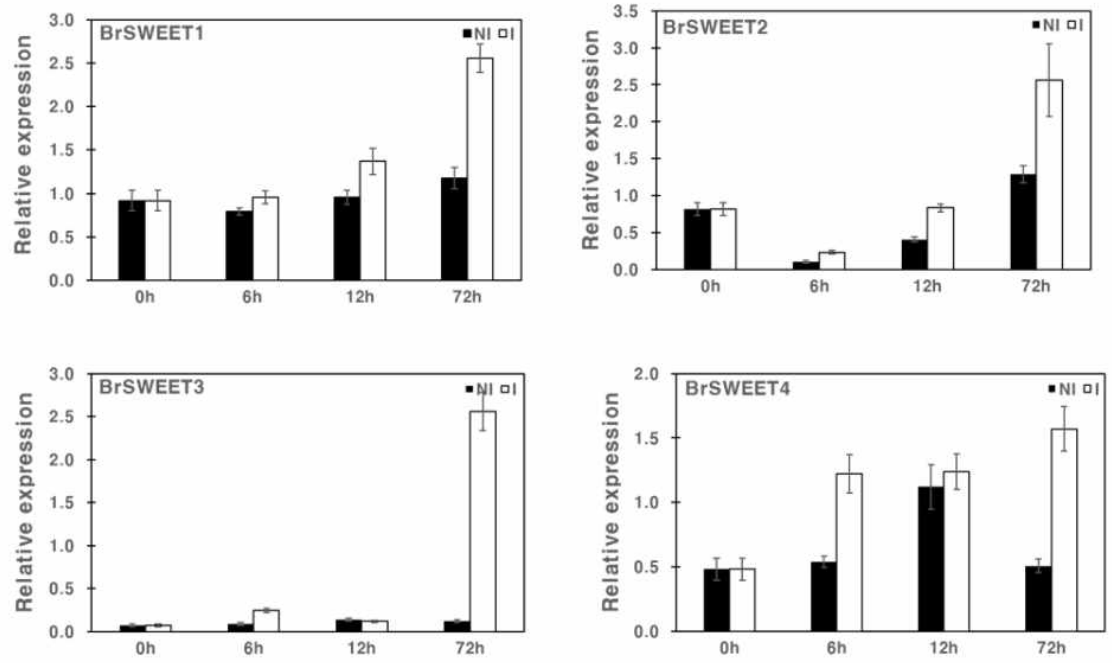 BrSWEET1
NI I
Relative expression
3.0
2.5
2.0
1.5
1.0
0.5
0.0
0h 6h 12h 72h
BrSWEET2
NI I
Relative expression
3.5
3.0
2.5
2.0
1.5
1.0
0.5
0.0
0h 6h 12h 72h
BrSWEET3
NI I
Relative expression
3.0
2.5
2.0
1.5
1.0
0.5
0.0
0h 6h 12h 72h
BrSWEET4
NI I
Relative expression
2.0
1.5
1.0
0.5
0.0
0h 6h 12h 72h